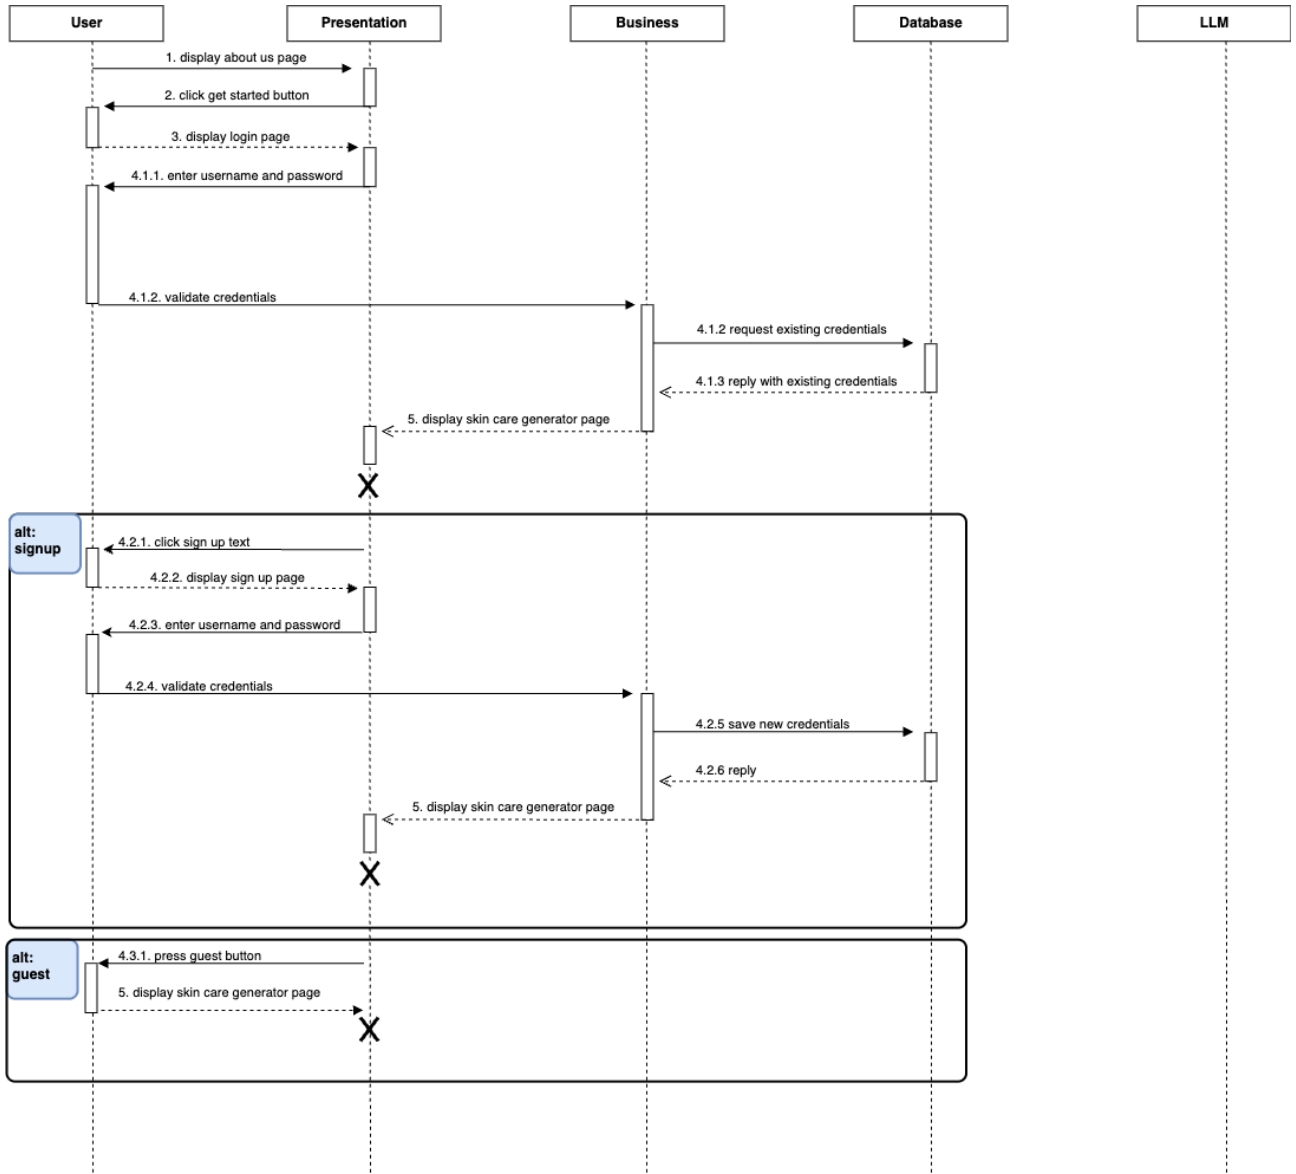 User
Presentation
Business
Database
LLM
1. display about us page
2. click get started button
3. display login page
4.1.1. enter username and password
4.1.2. validate credentials
4.1.2 request existing credentials
4.1.3 reply with existing credentials
5. display skin care generator page
alt:
signup
4.2.1. click sign up text
4.2.2. display sign up page
4.2.3. enter username and password
4.2.4. validate credentials
4.2.5 save new credentials
4.2.6 reply
5. display skin care generator page
alt:
guest
4.3.1. press guest button
5. display skin care generator page